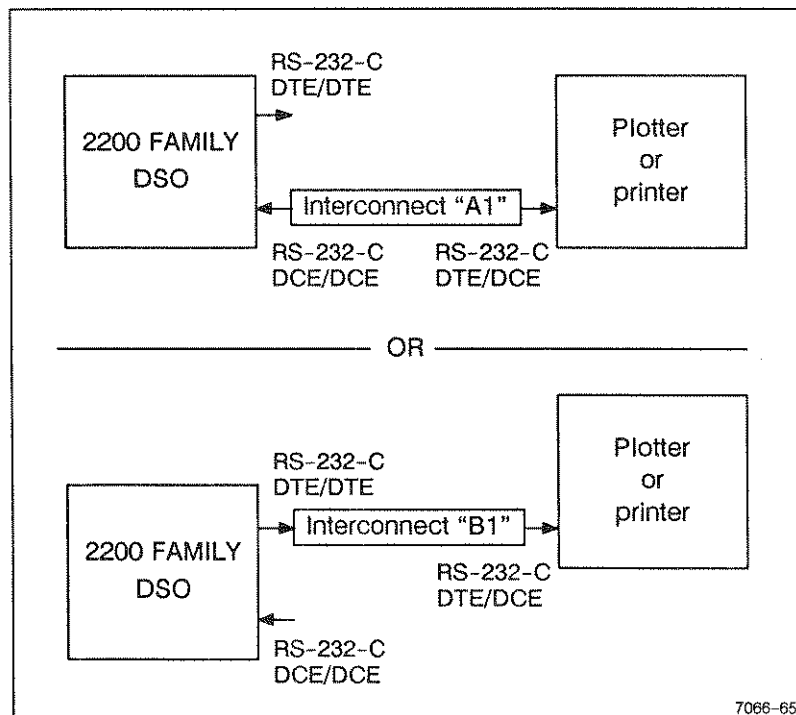 RS-232-C
DTE/DTE
2200 FAMILY
DSO
Plotter
or
printer
Interconnect “A1”
RS-232-C
DCE/DCE
RS-232-C
DTE/DCE
OR
RS-232-C
DTE/DTE
2200 FAMILY
DSO
Plotter
or
printer
Interconnect “B1”
RS-232-C
DTE/DCE
RS-232-C
DCE/DCE
7066-65